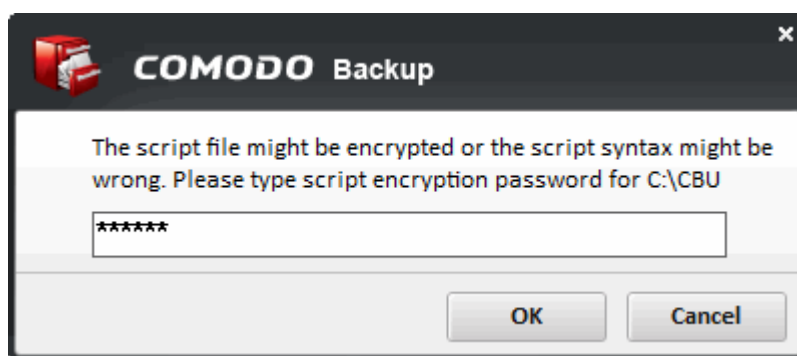 COMODO Backup
The script file might be encrypted or the script syntax might be
wrong. Please type script encryption password for C:\CBU
******
OK Cancel